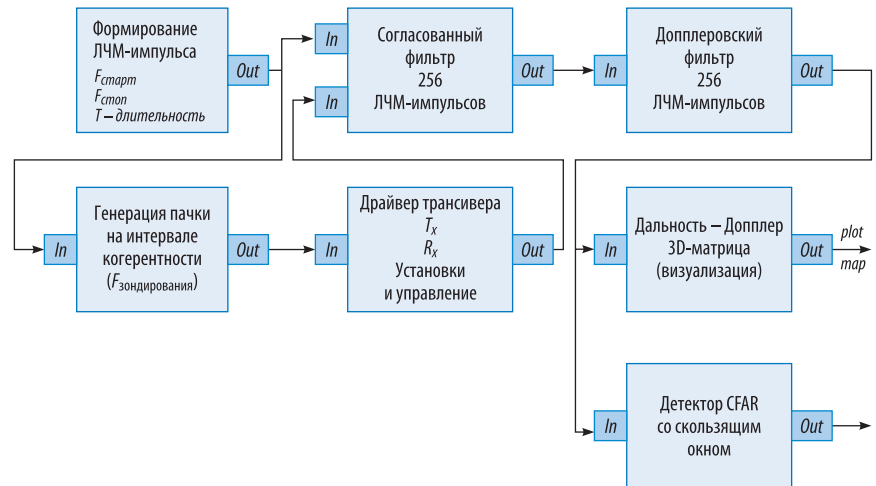 Формирование
ЛЧМ-импульса
Fстарт
Fстоп
T – длительность
Out
In
In
Согласованный
фильтр
256
ЛЧМ-импульсов
Out
In
Допплеровский
фильтр
256
ЛЧМ-импульсов
Out
In
Генерация пачки
на интервале
когерентности
(Fзондирования)
Out
In
Драйвер трансивера
Tx
Rx
Установки
и управление
Out
In
Дальность – Допплер
3D-матрица
(визуализация)
Out
plot
map
In
Детектор CFAR
со скользящим
окном
Out